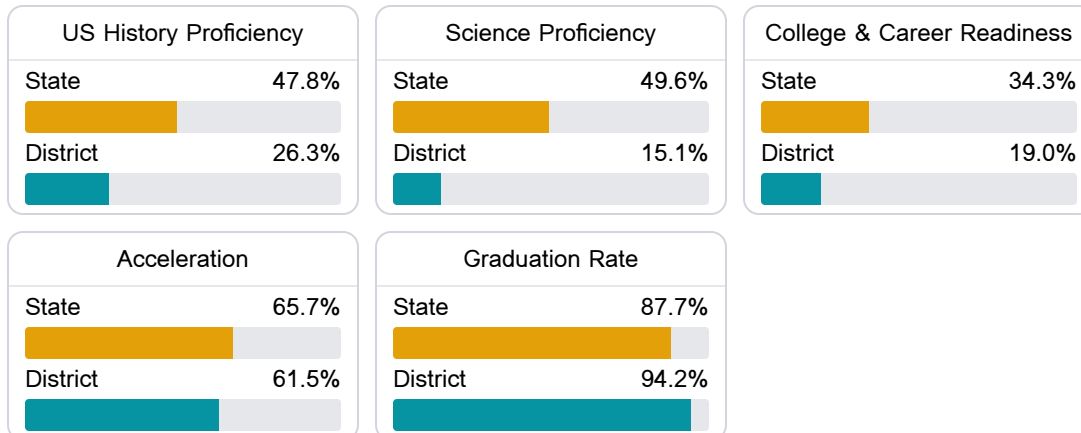 US History Proficiency
State 47.8%
District 26.3%
Science Proficiency
State 49.6%
District 15.1%
College & Career Readiness
State 34.3%
District 19.0%
Acceleration
State 65.7%
District 61.5%
Graduation Rate
State 87.7%
District 94.2%